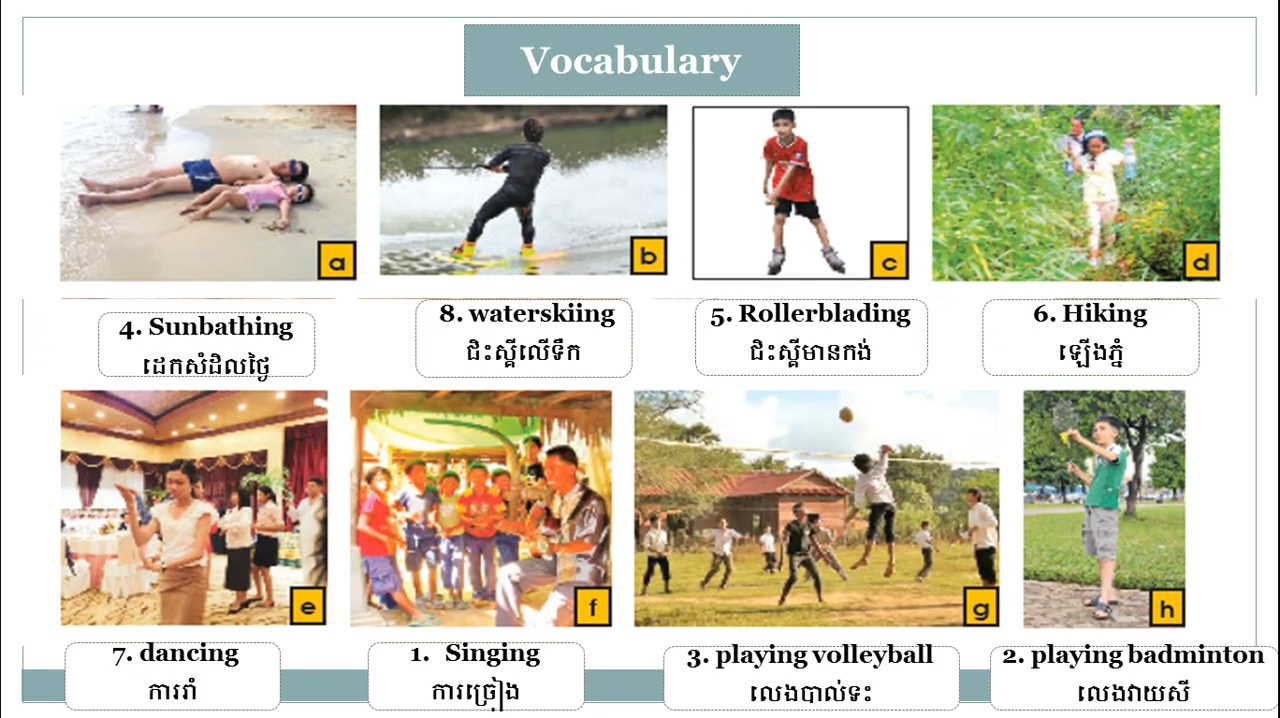 Vocabulary
a
b
c
d
4. Sunbathing
ដេកសំដិលថ្ងៃ
8. waterskiing
ជិះស្គីលើទឹក
5. Rollerblading
ជិះស្គីមានកង់
6. Hiking
ឡើងភ្នំ
e
f
g
h
7. dancing
ការរាំ
1. Singing
ការច្រៀង
3. playing volleyball
លេងបាល់ទះ
2. playing badminton
លេងវាយសី